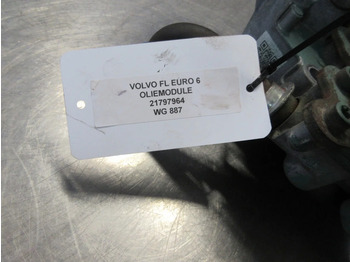 VOLVO FL EURO 6
OLIEMODULE
21797964
WG 887